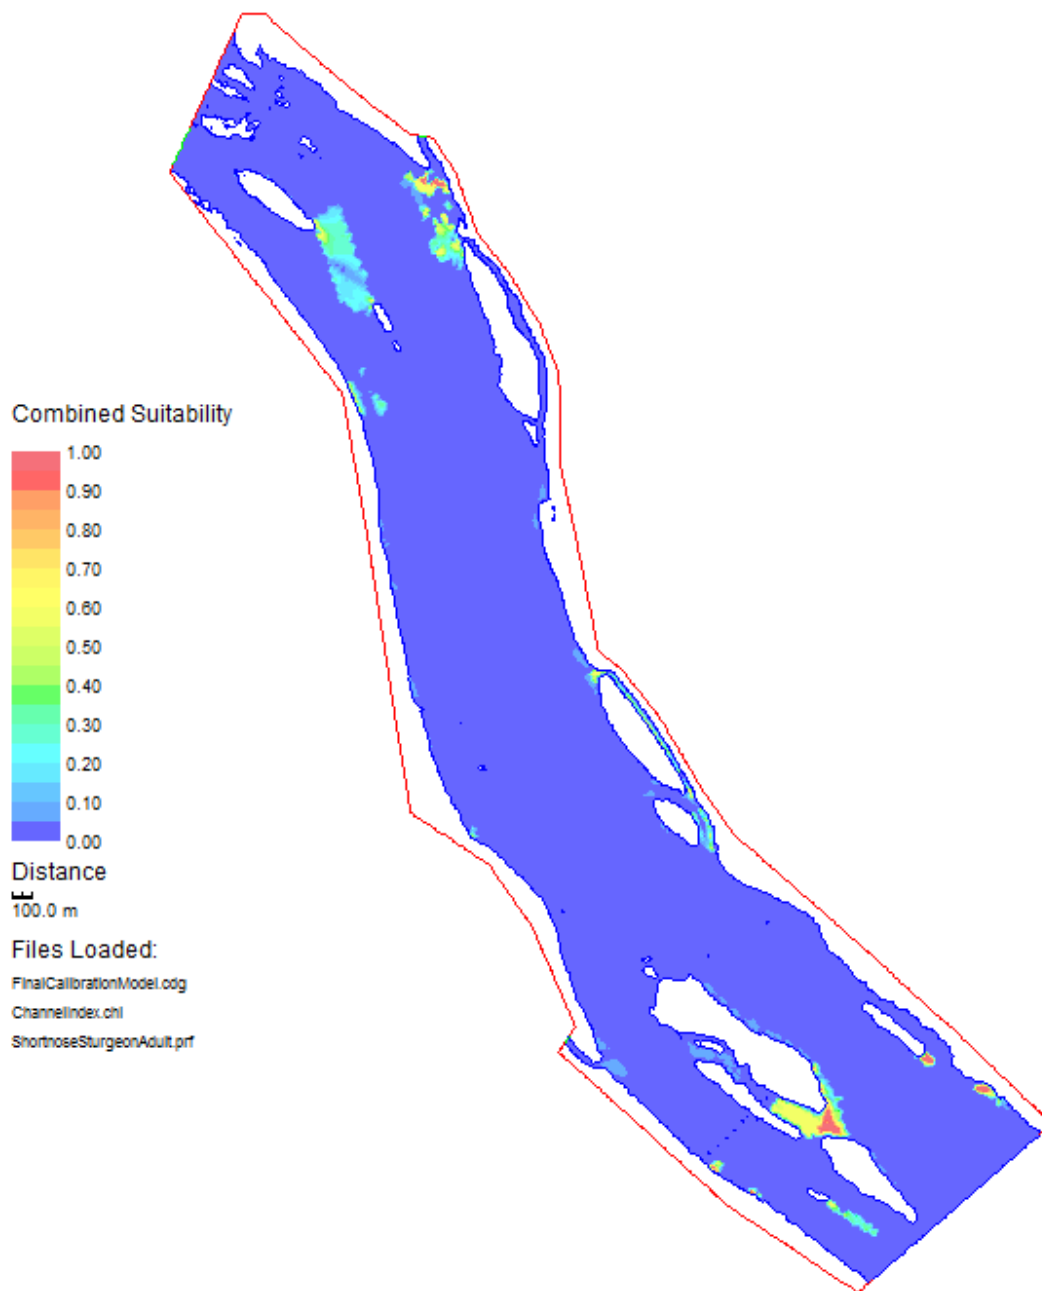 Combined Suitability
1.00
0.90
0.80
0.70
0.60
0.50
0.40
0.30
0.20
0.10
0.00
Distance
100.0 m
Files Loaded:
FinalCalibrationModel.cdg
ChannelIndex.chi
ShortnoseSturgeonAdult.prf